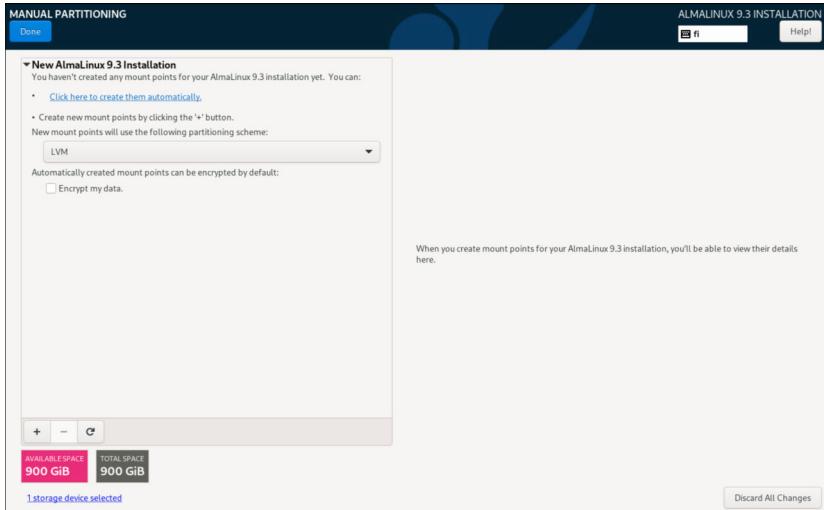 MANUAL PARTITIONING
ALMALINUX 9.3 INSTALLATION
Done
fi
Help!
New AlmaLinux 9.3 Installation
You haven't created any mount points for your AlmaLinux 9.3 installation yet. You can:
• Click here to create them automatically.
• Create new mount points by clicking the '+' button.
New mount points will use the following partitioning scheme:
LVM
Automatically created mount points can be encrypted by default:
Encrypt my data.
When you create mount points for your AlmaLinux 9.3 installation, you'll be able to view their details
here.
+ −
AVAILABLE SPACE
900 GiB
TOTAL SPACE
900 GiB
1 storage device selected
Discard All Changes